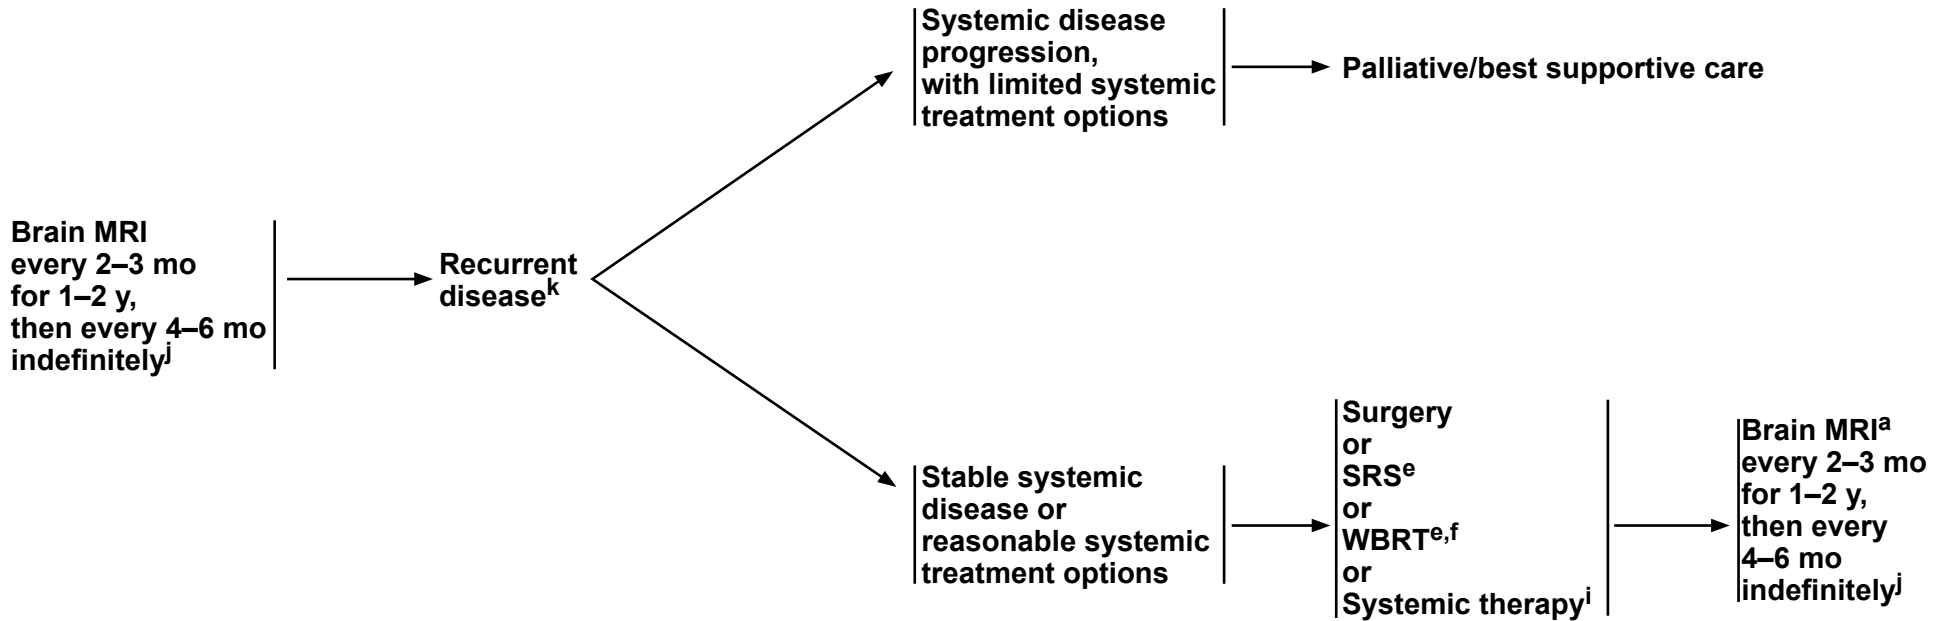 Brain MRI
every 2–3 mo
for 1–2 y,
then every 4–6 mo
indefinitelyj
Recurrent
diseasek
Systemic disease
progression,
with limited systemic
treatment options
Palliative/best supportive care
Stable systemic
disease or
reasonable systemic
treatment options
Surgery
or
SRSe
or
WBRTe,f
or
Systemic therapyi
Brain MRIa
every 2–3 mo
for 1–2 y,
then every
4–6 mo
indefinitelyj